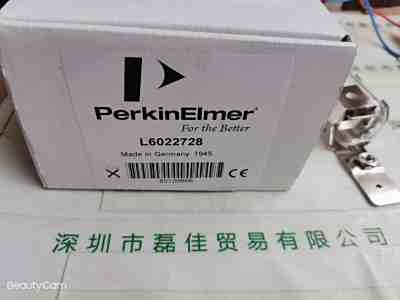 PerkinElmer®
For the Better
L6022728
Made in Germany 1945
CE
深圳市磊佳贸易有限公司
BeautyCam